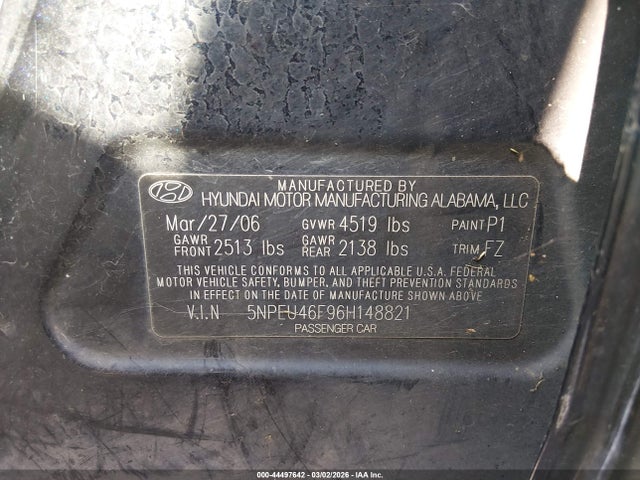 MANUFACTURED BY
HYUNDAI MOTOR MANUFACTURING ALABAMA, LLC
Mar/27/06 GVWR 4519 lbs PAINT P1
GAWR FRONT 2513 lbs GAWR REAR 2138 lbs TRIM FZ
THIS VEHICLE CONFORMS TO ALL APPLICABLE U.S.A. FEDERAL
MOTOR VEHICLE SAFETY, BUMPER, AND THEFT PREVENTION STANDARDS
IN EFFECT ON THE DATE OF MANUFACTURE SHOWN ABOVE
V.I.N 5NPEU46F96H148821
PASSENGER CAR
000-44497642 - 03/02/2026 - IAA Inc.